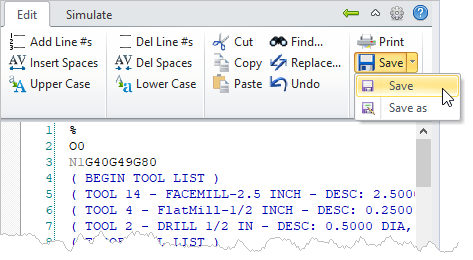 Edit Simulate
Add Line #s Del Line #s Cut Find... Print
Insert Spaces Del Spaces Copy Replace... Save
Upper Case Lower Case Paste Undo
Save
Save as
1 %
2 O0
3 N1G40G49G80
4 ( BEGIN TOOL LIST )
5 ( TOOL 14 - FACEMILL-2.5 INCH - DESC: 2.5000
6 ( TOOL 4 - FlatMill-1/2 INCH - DESC: 0.2500
7 ( TOOL 2 - DRILL 1/2 IN - DESC: 0.5000 DIA,
LIST )